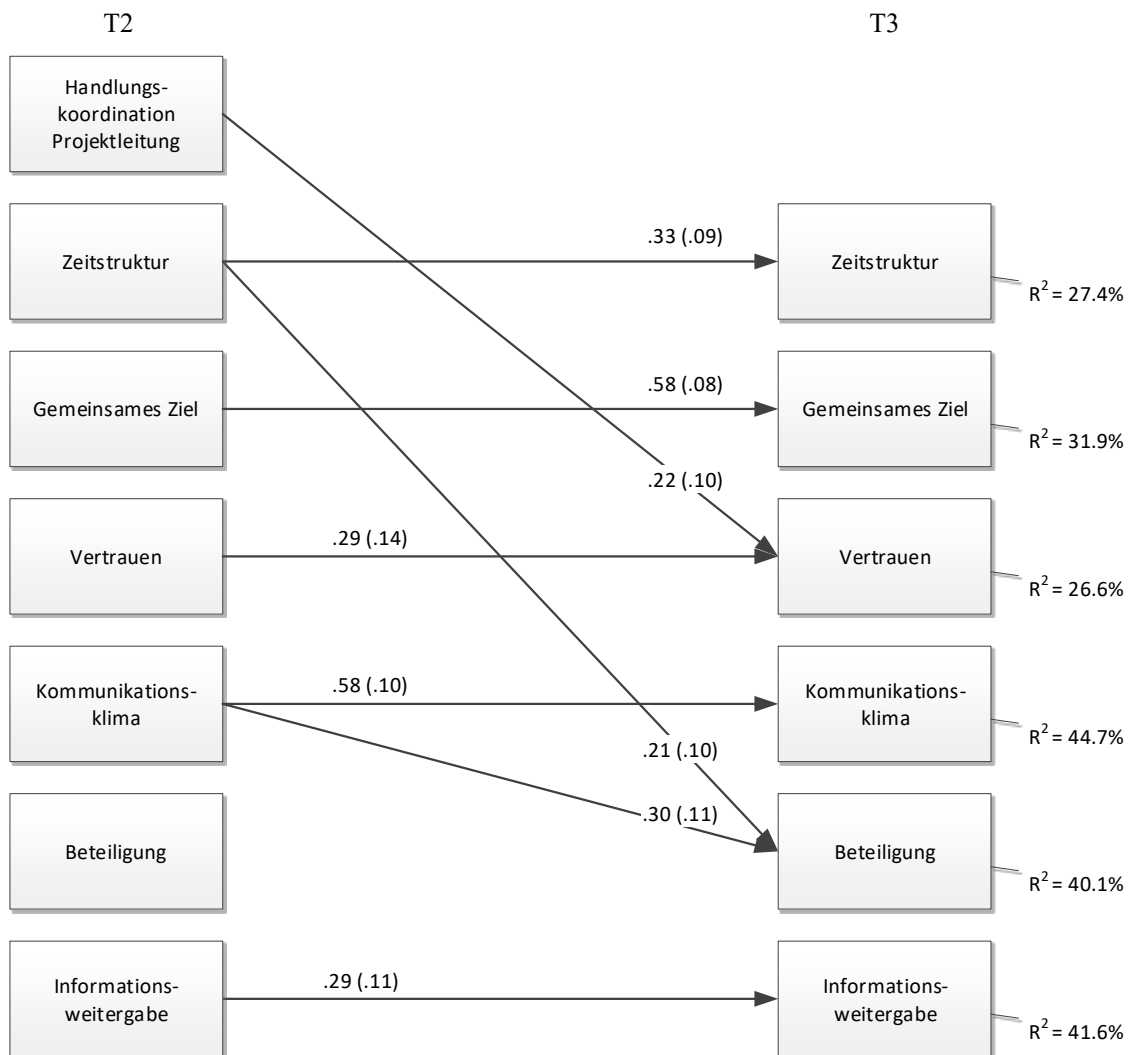 T2
T3
Handlungs-
koordination
Projektleitung
Zeitstruktur
.33 (.09)
Zeitstruktur
R² = 27.4%
Gemeinsames Ziel
.58 (.08)
Gemeinsames Ziel
R² = 31.9%
.22 (.10)
Vertrauen
.29 (.14)
Vertrauen
R² = 26.6%
Kommunikations-
klima
.58 (.10)
Kommunikations-
klima
R² = 44.7%
.21 (.10)
.30 (.11)
Beteiligung
Beteiligung
R² = 40.1%
Informations-
weitergabe
.29 (.11)
Informations-
weitergabe
R² = 41.6%